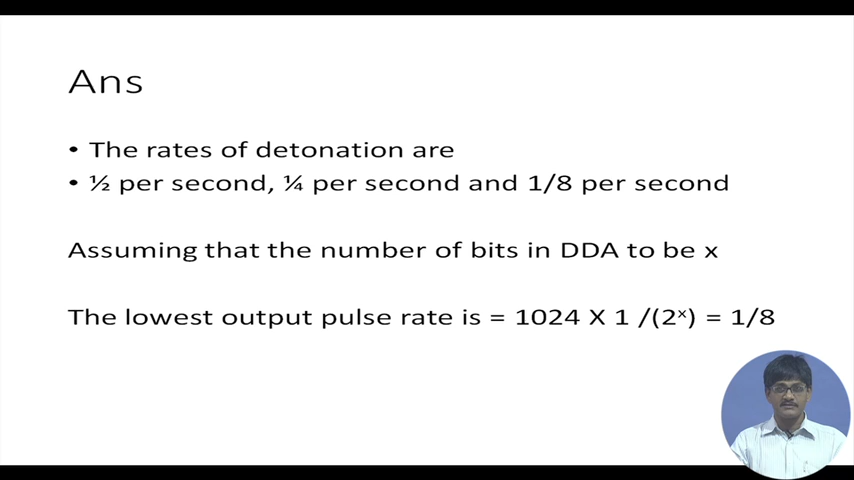 Ans
• The rates of detonation are
• ½ per second, ¼ per second and 1/8 per second
Assuming that the number of bits in DDA to be x
The lowest output pulse rate is = 1024 X 1 /(2ˣ) = 1/8